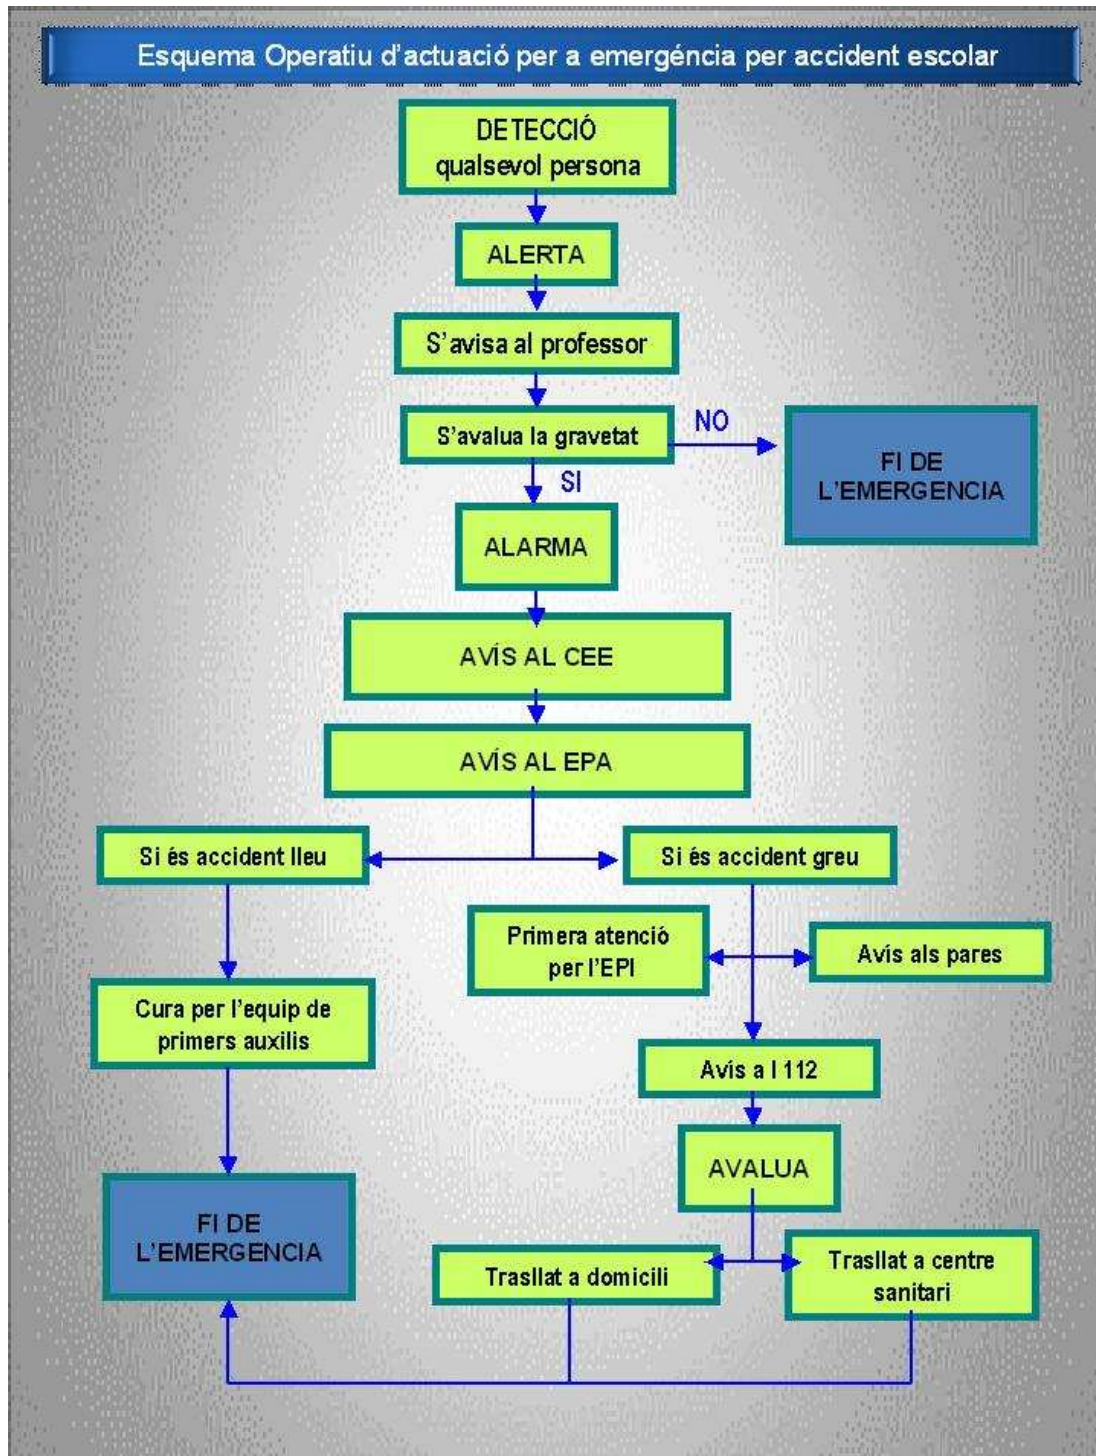 Esquema Operatiu d'actuació per a emergéncia per accident escolar
DETECCIÓ
qualsevol persona
ALERTA
S'avisa al professor
S'avalua la gravetat
NO
FI DE
L'EMERGENCIA
SI
ALARMA
AVÍS AL CEE
AVÍS AL EPA
Si és accident lleu
Si és accident greu
Primera atenció
per l'EPI
Avís als pares
Cura per l'equip de
primers auxilis
Avís a l 112
AVALUA
FI DE
L'EMERGENCIA
Trasllat a domicili
Trasllat a centre
sanitari